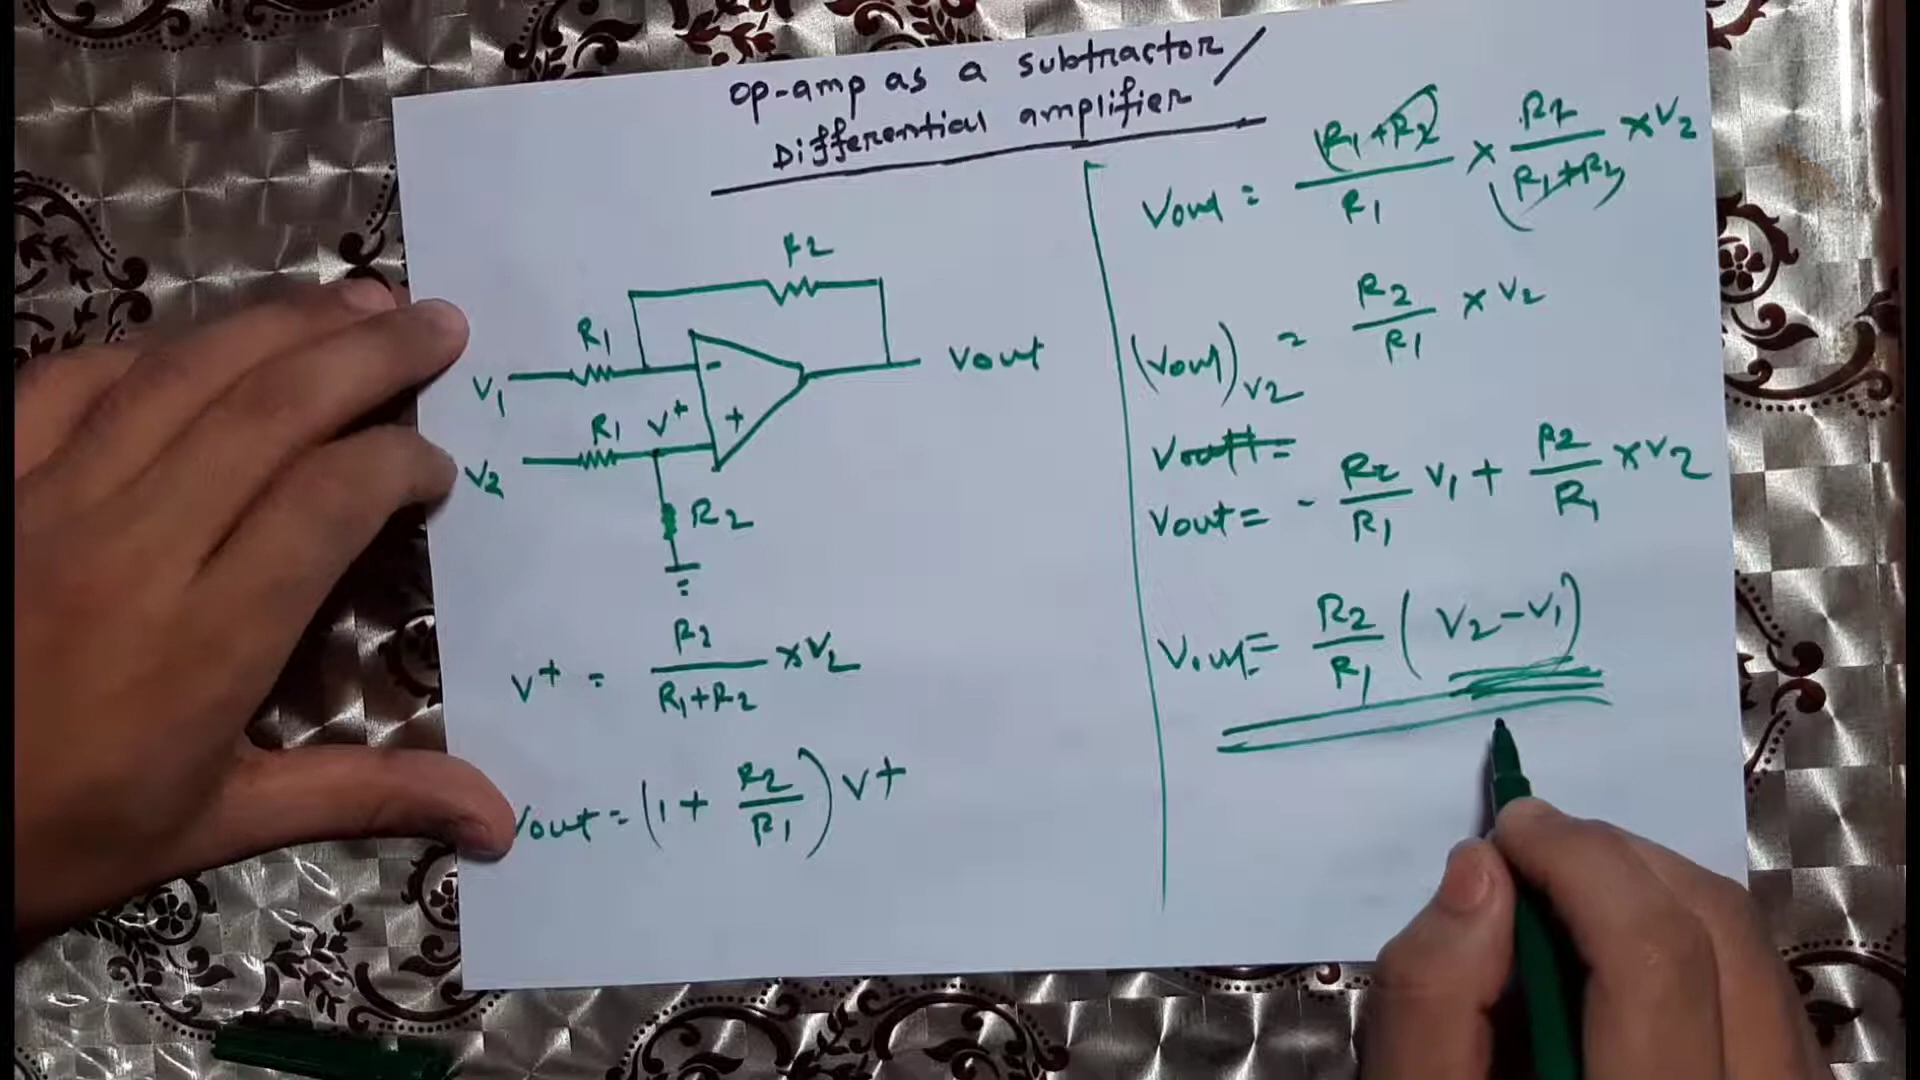 Op-amp as a subtractor/
Differential amplifier
R2
R1
V1
-
Vout
R1
V+
+
V2
R2
V+ = R2/(R1+R2) × V2
Vout = (1 + R2/R1) V+
Vout = (R1+R2)/R1 × R2/(R1+R2) × V2
(Vout)V2 = R2/R1 × V2
Vout = - R2/R1 V1 + R2/R1 × V2
Vout = R2/R1 (V2 - V1)